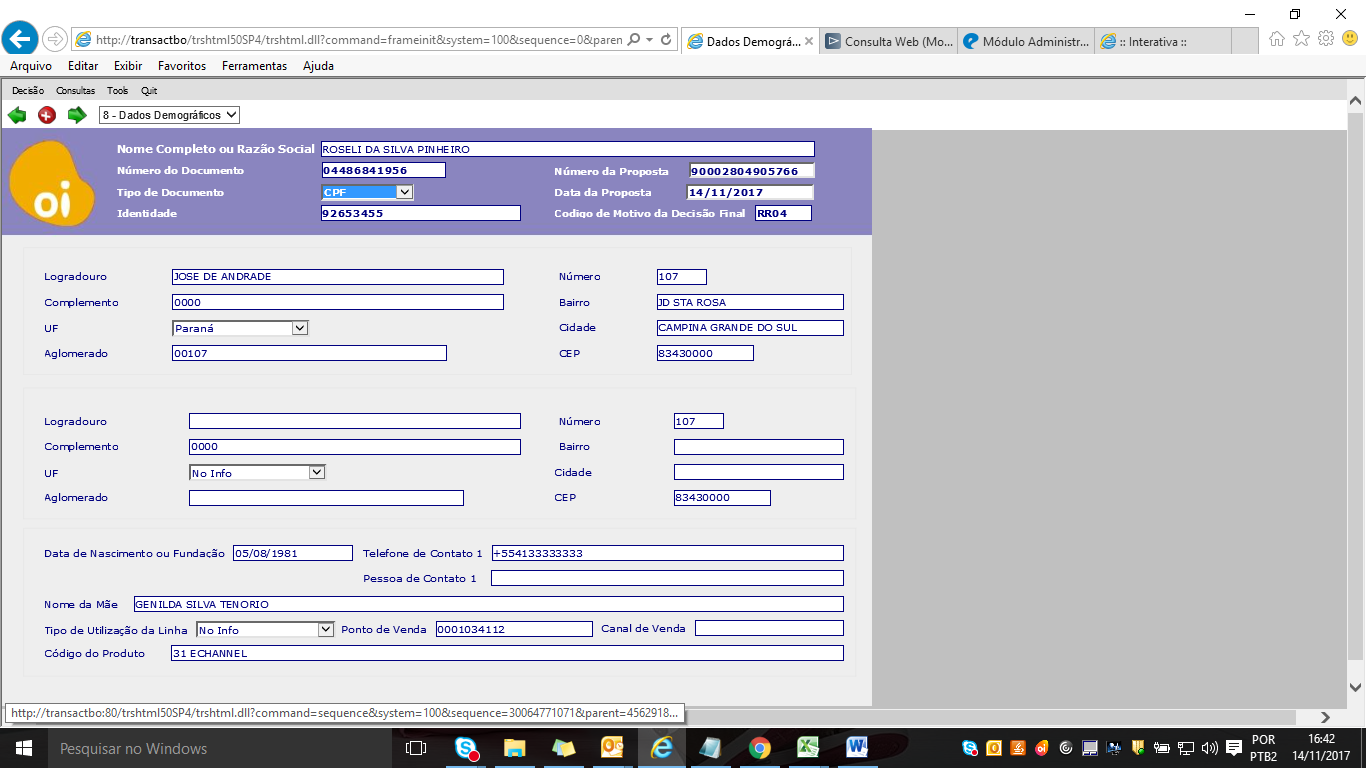 http://transactbo/trshtml50SP4/trshtml.dll?command=frameinit&system=100&sequence=0&paren
Dados Demográ... Consulta Web (Mo... Módulo Administr... :: Interativa ::
Arquivo Editar Exibir Favoritos Ferramentas Ajuda
Decisão Consultas Tools Quit
8 - Dados Demográficos
oi
Nome Completo ou Razão Social ROSELI DA SILVA PINHEIRO
Número do Documento 04486841956 Número da Proposta 90002804905766
Tipo de Documento CPF Data da Proposta 14/11/2017
Identidade 92653455 Codigo de Motivo da Decisão Final RR04
Logradouro JOSE DE ANDRADE Número 107
Complemento 0000 Bairro JD STA ROSA
UF Paraná Cidade CAMPINA GRANDE DO SUL
Aglomerado 00107 CEP 83430000
Logradouro Número 107
Complemento 0000 Bairro
UF No Info Cidade
Aglomerado CEP 83430000
Data de Nascimento ou Fundação 05/08/1981 Telefone de Contato 1 +554133333333
Pessoa de Contato 1
Nome da Mãe GENILDA SILVA TENORIO
Tipo de Utilização da Linha No Info Ponto de Venda 0001034112 Canal de Venda
Código do Produto 31 ECHANNEL
http://transactbo:80/trshtml50SP4/trshtml.dll?command=sequence&system=100&sequence=30064771071&parent=4562918...
Pesquisar no Windows
POR 16:42
PTB2 14/11/2017